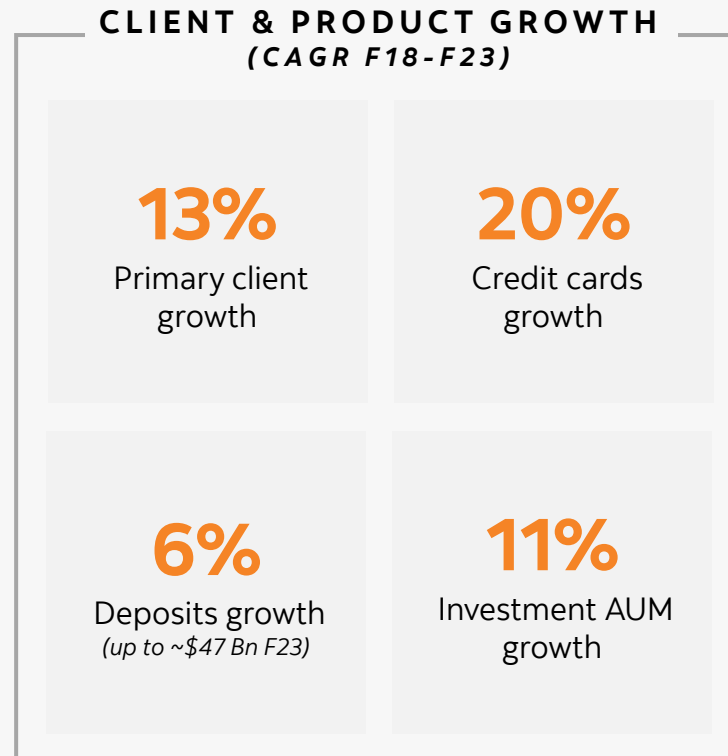 CLIENT & PRODUCT GROWTH
(CAGR F18-F23)
13%
Primary client
growth
20%
Credit cards
growth
6%
Deposits growth
(up to ~$47 Bn F23)
11%
Investment AUM
growth